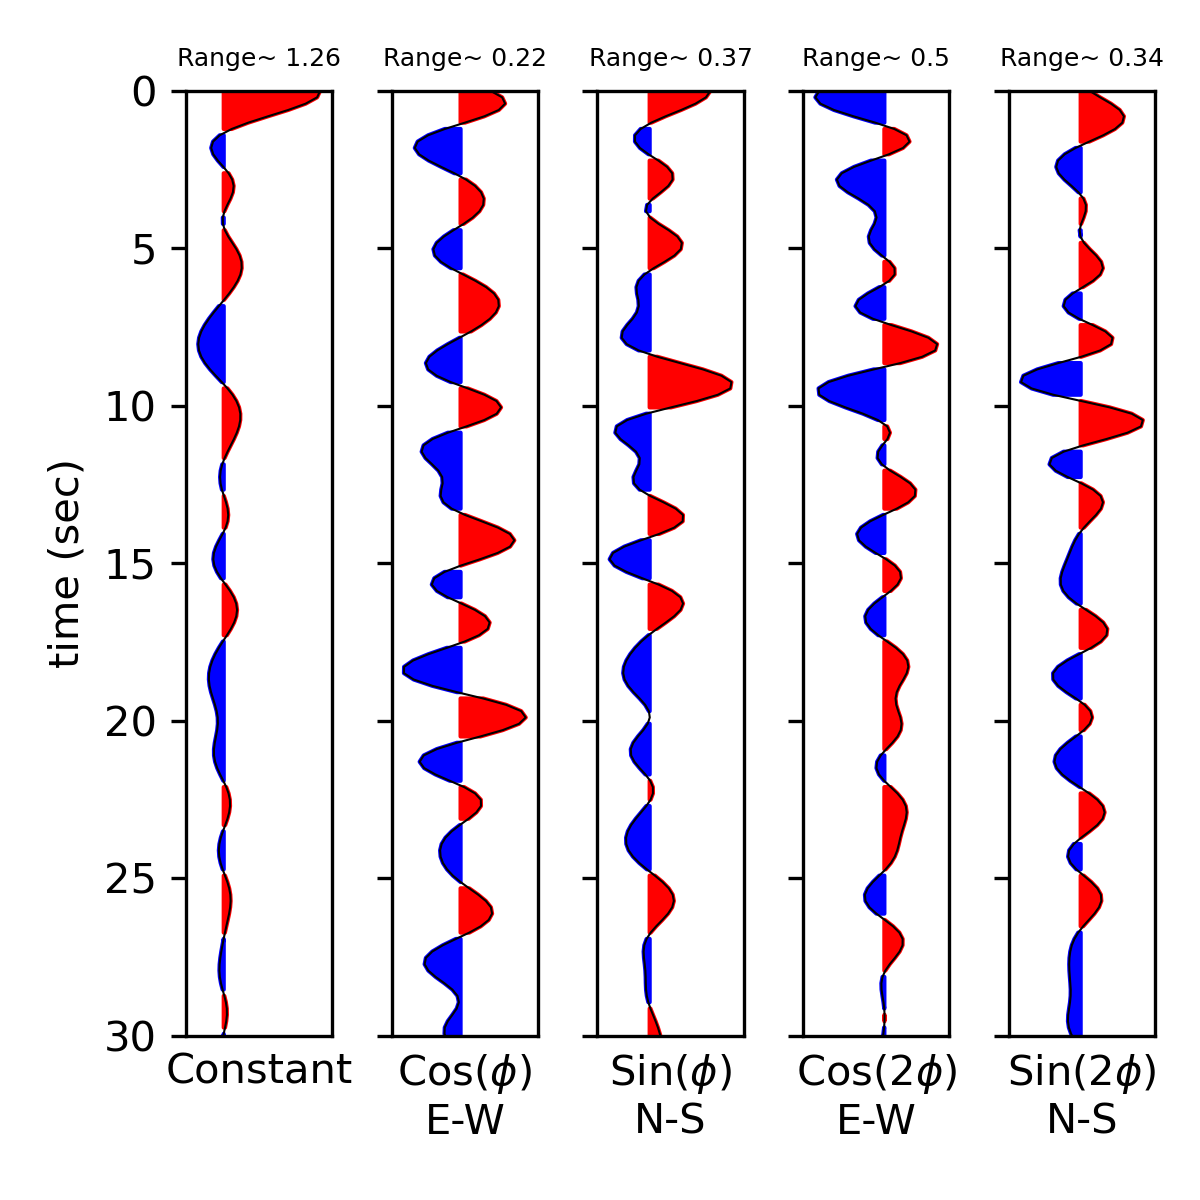 Range~ 1.26 Range~ 0.22 Range~ 0.37 Range~ 0.5 Range~ 0.34
0
5
10
15
20
25
30
time (sec)
Constant Cos(ϕ) Sin(ϕ) Cos(2ϕ) Sin(2ϕ)
E-W N-S E-W N-S